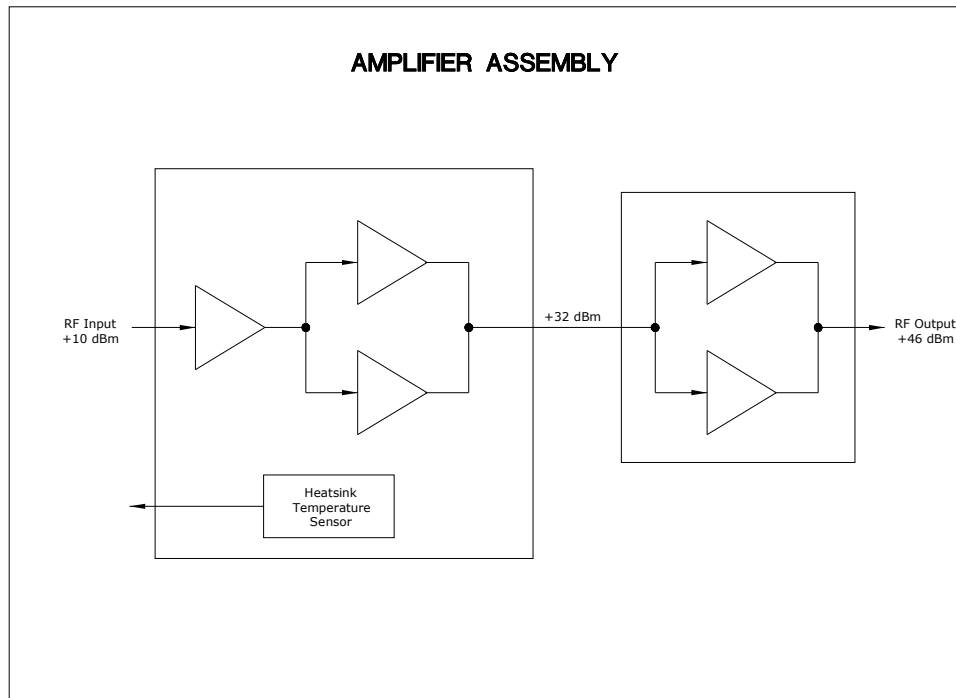 AMPLIFIER ASSEMBLY
RF Input
+10 dBm
+32 dBm
RF Output
+46 dBm
Heatsink
Temperature
Sensor